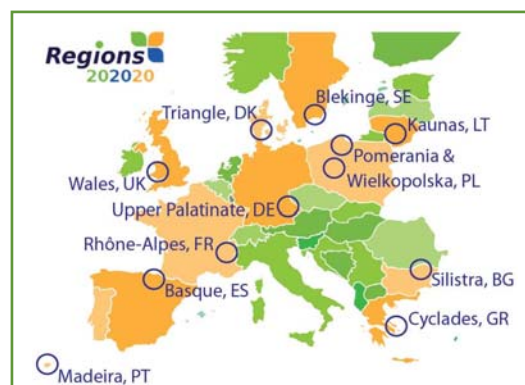 Regions
202020
Blekinge, SE
Triangle, DK
Kaunas, LT
Pomerania &
Wielkopolska, PL
Wales, UK
Upper Palatinate, DE
Rhône-Alpes, FR
Silistra, BG
Basque, ES
Cyclades, GR
Madeira, PT